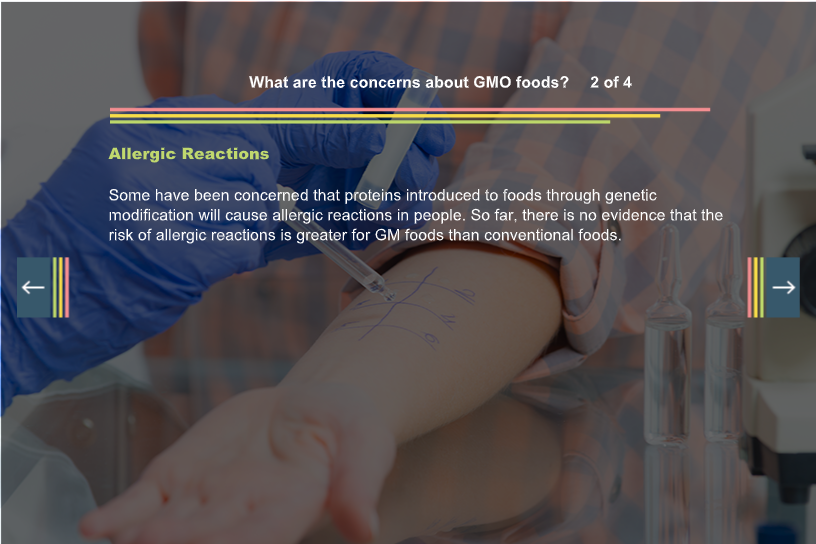 What are the concerns about GMO foods? 2 of 4
Allergic Reactions
Some have been concerned that proteins introduced to foods through genetic
modification will cause allergic reactions in people. So far, there is no evidence that the
risk of allergic reactions is greater for GM foods than conventional foods.